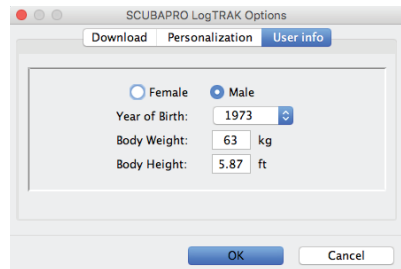 SCUBAPRO LogTRAK Options
Download Personalization User info
Female Male
Year of Birth: 1973
Body Weight: 63 kg
Body Height: 5.87 ft
OK Cancel